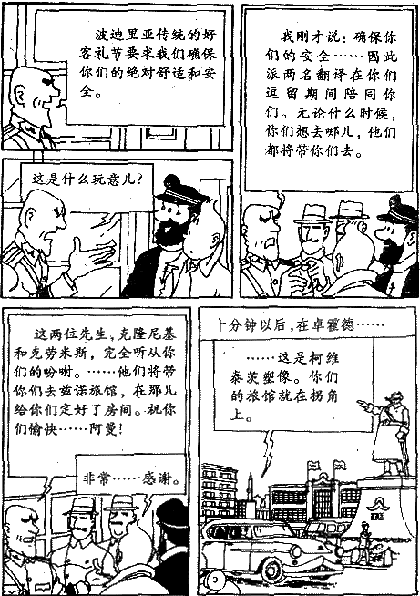 波迪里亚传统的好
客礼节要求我们确保
你们的绝对舒适和安
全。
这是什么玩意儿？
我刚才说：确保你
们的安全……因此
派两名翻译在你们
逗留期间陪同你
们。无论什么时候，
你们想去哪儿，他们
都将带你们去。
这两位先生，克隆尼基
和克劳米斯，完全听从你
们的吩咐。……他们将带
你们去兹诺旅馆，在那儿
给你们定好了房间。祝你
们愉快……阿曼！
非常……感谢。
十分钟以后，在卓霍德……
……这是柯维
泰茨塑像。你们
的旅馆就在拐角
上。